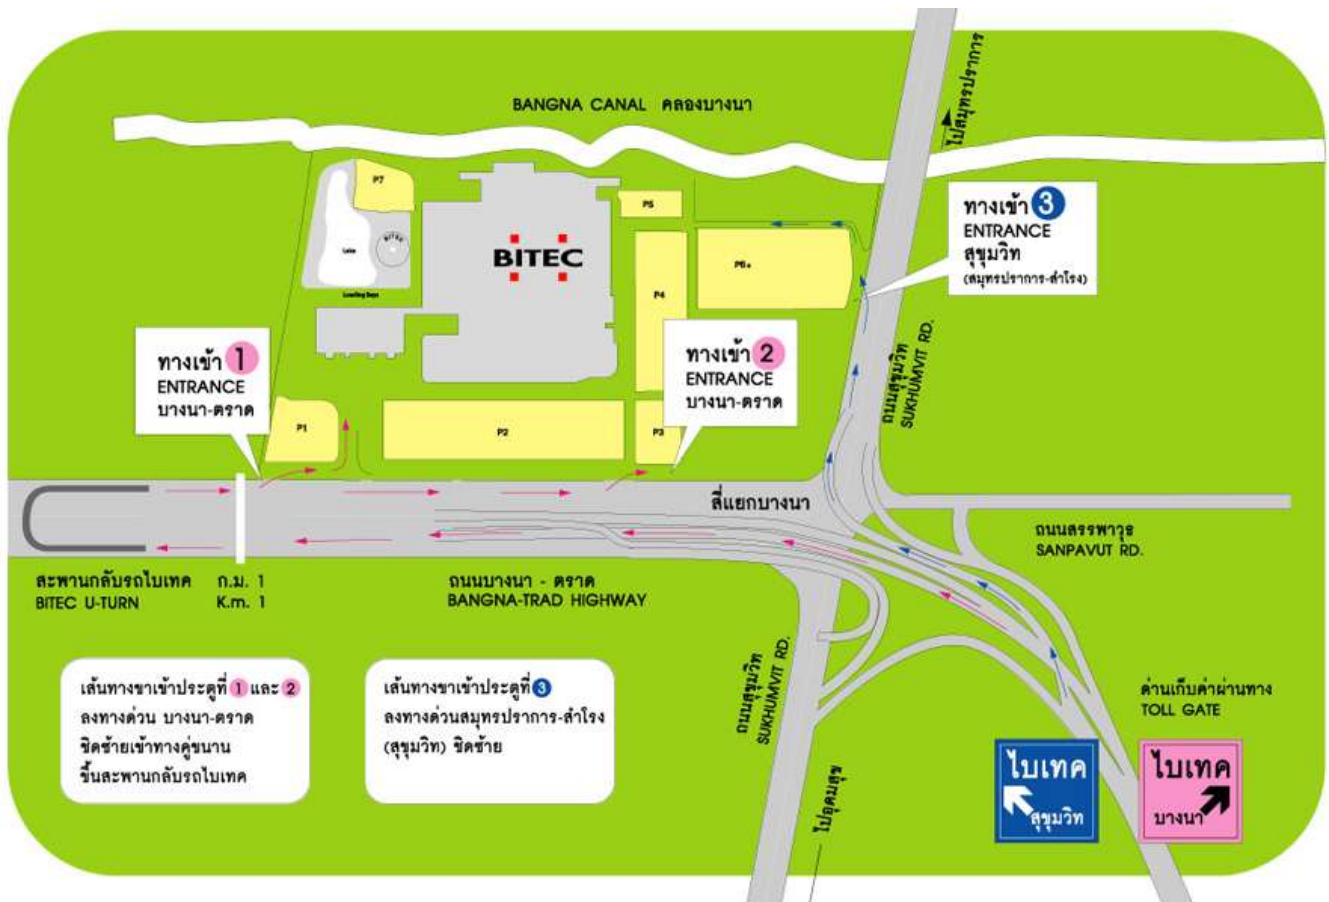 BANGNA CANAL คลองบางนา
ไปสมุทรปราการ
P7
P5
BITEC
Lake
BITEC
Loading Bays
P6
P4
ทางเข้า 3
ENTRANCE
สุขุมวิท
(สมุทรปราการ-สำโรง)
ทางเข้า 1
ENTRANCE
บางนา-ตราด
ทางเข้า 2
ENTRANCE
บางนา-ตราด
ถนนสุขุมวิท
SUKHUMVIT RD.
P1
P2
P3
สี่แยกบางนา
ถนนสรรพาวุธ
SANPAVUT RD.
สะพานกลับรถไบเทค
BITEC U-TURN
ก.ม. 1
K.m. 1
ถนนบางนา - ตราด
BANGNA-TRAD HIGHWAY
ถนนสุขุมวิท
SUKHUMVIT RD.
เส้นทางขาเข้าประตูที่ 1 และ 2
ลงทางด่วน บางนา-ตราด
ชิดซ้ายเข้าทางคู่ขนาน
ขึ้นสะพานกลับรถไบเทค
เส้นทางขาเข้าประตูที่ 3
ลงทางด่วนสมุทรปราการ-สำโรง
(สุขุมวิท) ชิดซ้าย
ด่านเก็บค่าผ่านทาง
TOLL GATE
ไบเทค
สุขุมวิท
ไบเทค
บางนา
ไปอุดมสุข